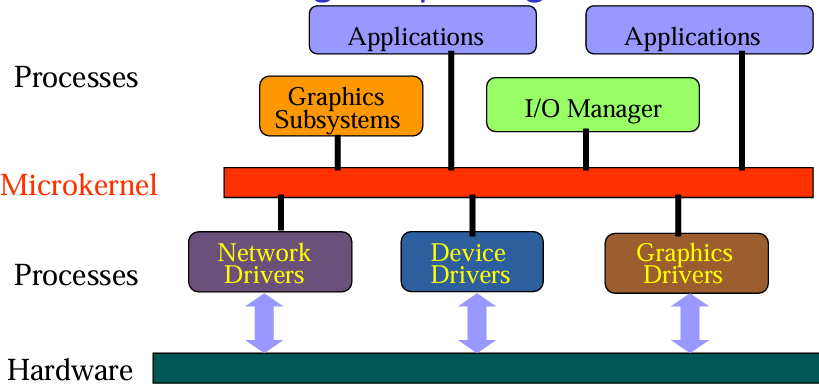 Applications
Applications
Processes
Graphics
Subsystems
I/O Manager
Microkernel
Network
Drivers
Device
Drivers
Graphics
Drivers
Processes
Hardware